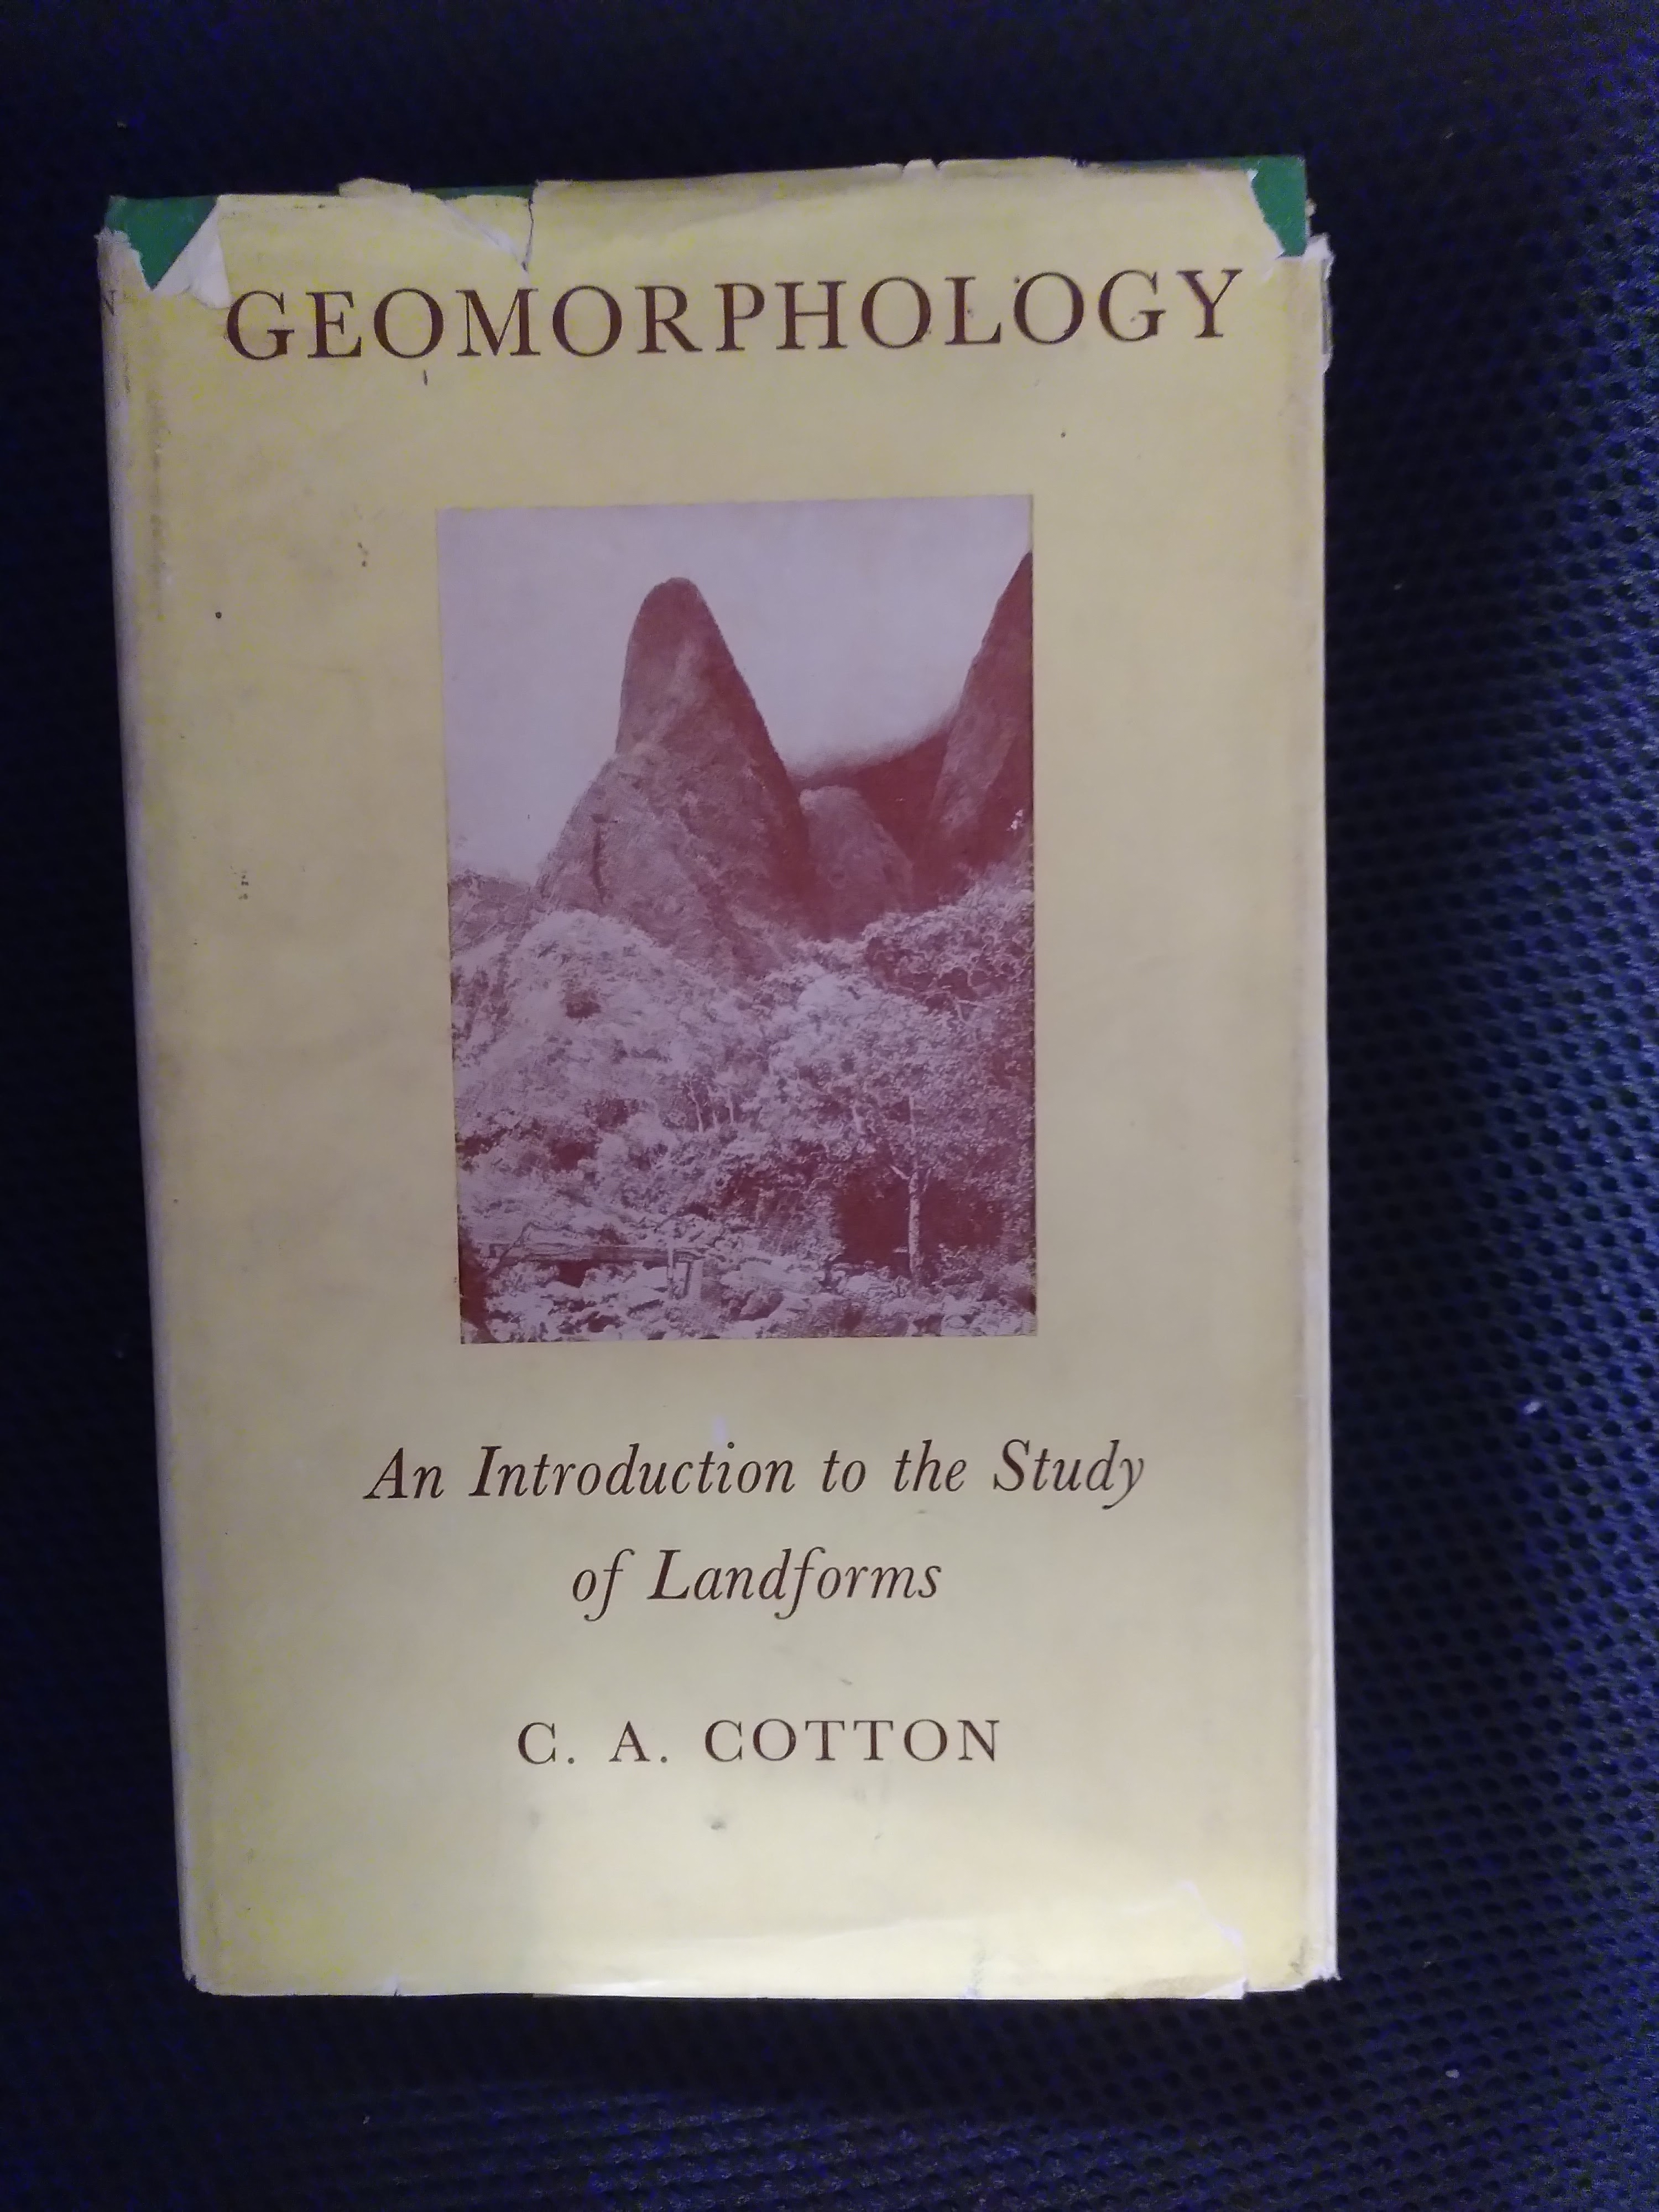 GEOMORPHOLOGY
An Introduction to the Study
of Landforms
C. A. COTTON